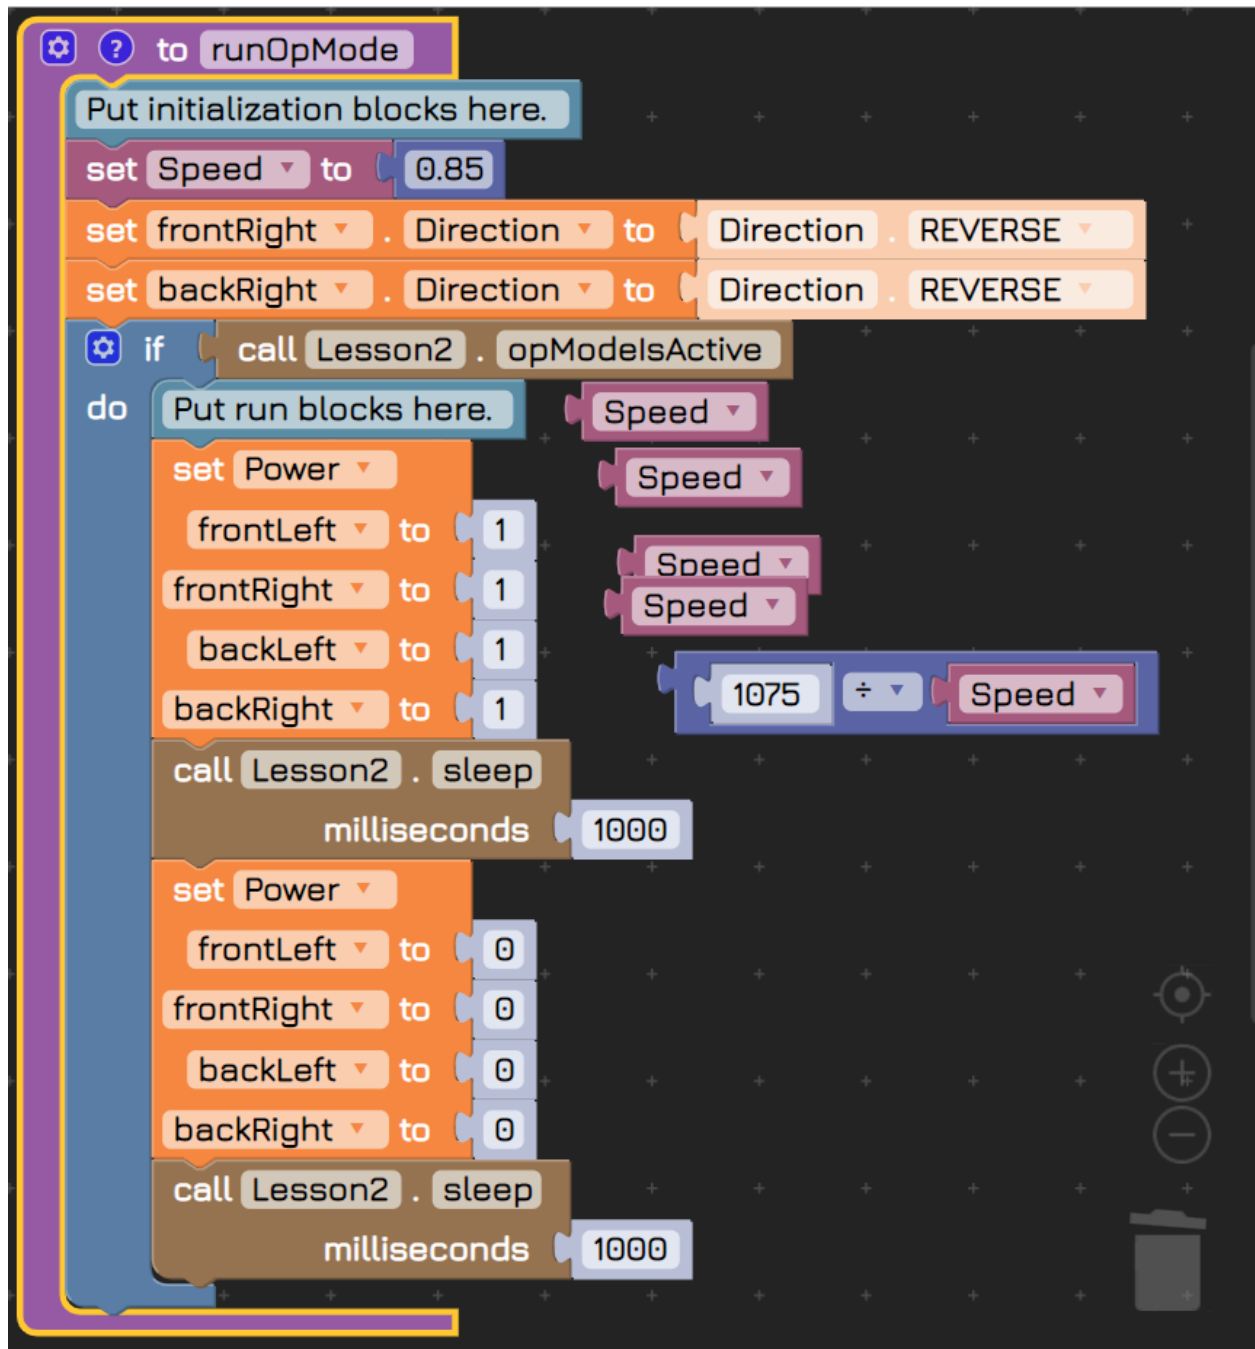 ? to runOpMode
Put initialization blocks here.
set Speed to 0.85
set frontRight . Direction to Direction . REVERSE
set backRight . Direction to Direction . REVERSE
if call Lesson2 . opModeIsActive
do Put run blocks here. Speed
set Power Speed
frontLeft to 1
Speed
frontRight to 1 Speed
backLeft to 1
1075 ÷ Speed
backRight to 1
call Lesson2 . sleep
milliseconds 1000
set Power
frontLeft to 0
frontRight to 0
backLeft to 0
backRight to 0
call Lesson2 . sleep
milliseconds 1000